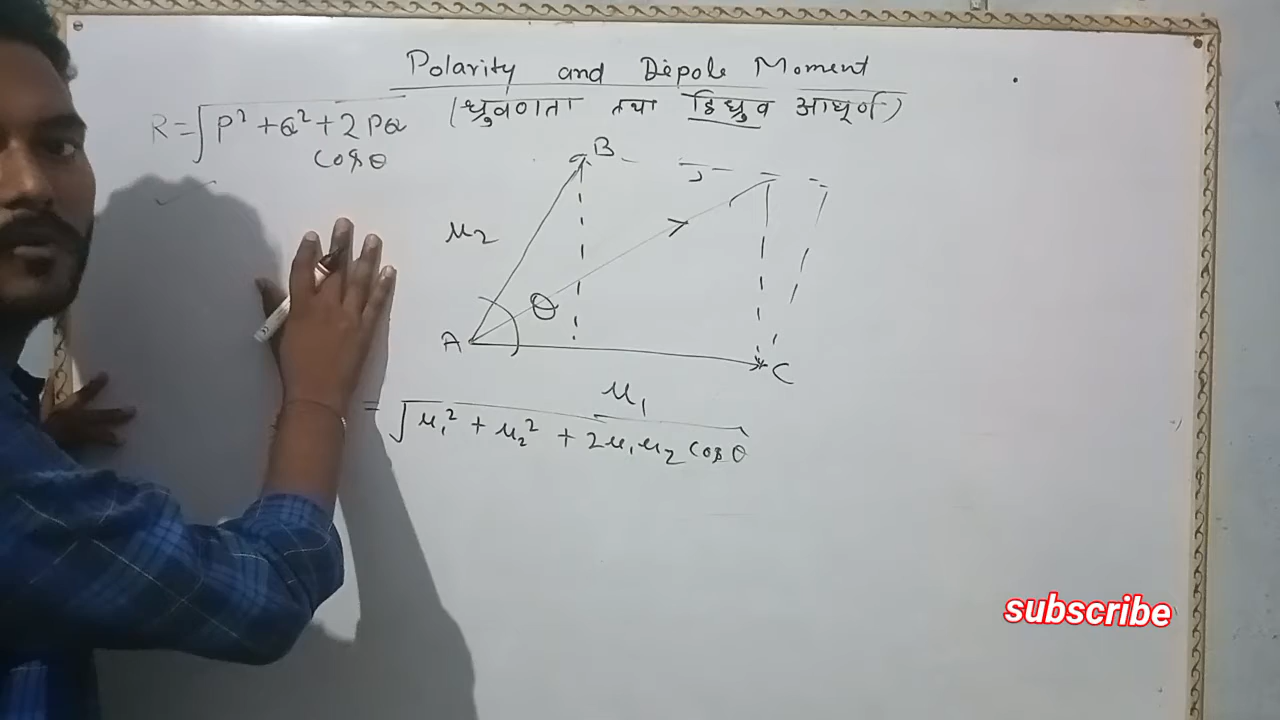 Polarity and Dipole Moment
(ध्रुवणता तथा द्विध्रुव आघूर्ण)
R = √P² + Q² + 2PQ
cosθ
B
μ₂
θ
A
C
μ₁
= √μ₁² + μ₂² + 2μ₁μ₂ cosθ
subscribe